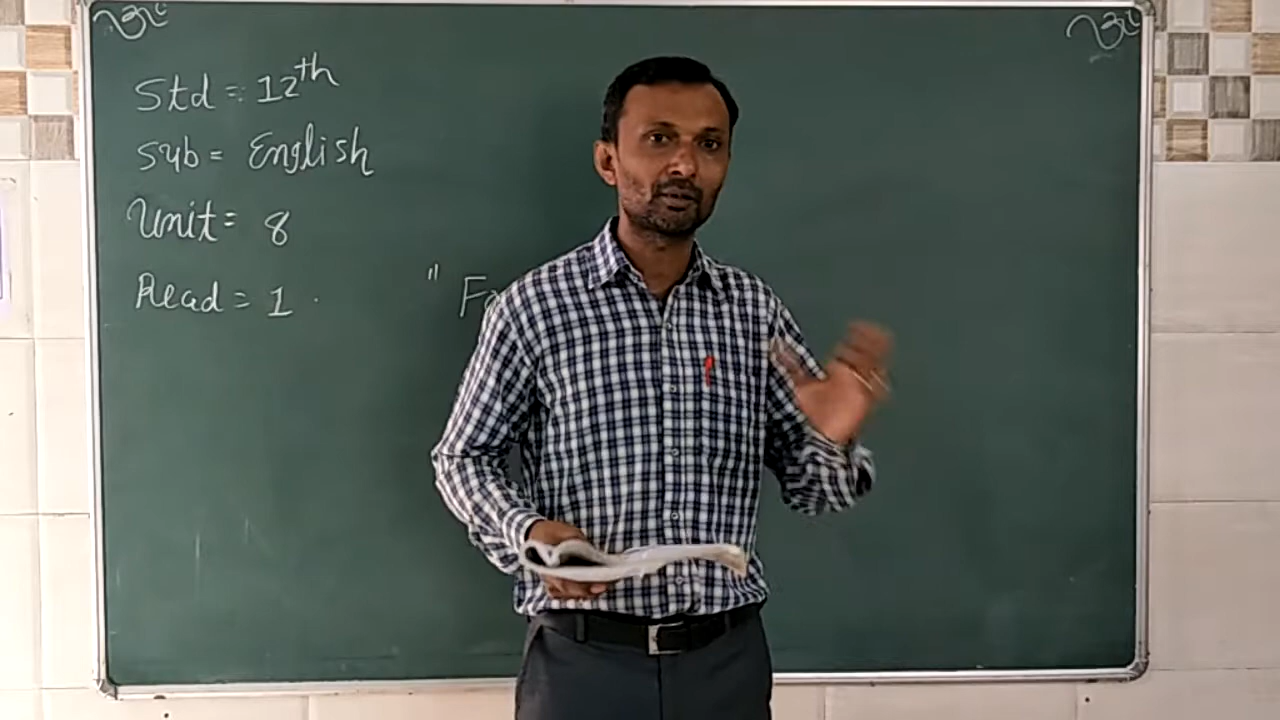 Std = 12th
Sub = English
Unit = 8
Read = 1.
"